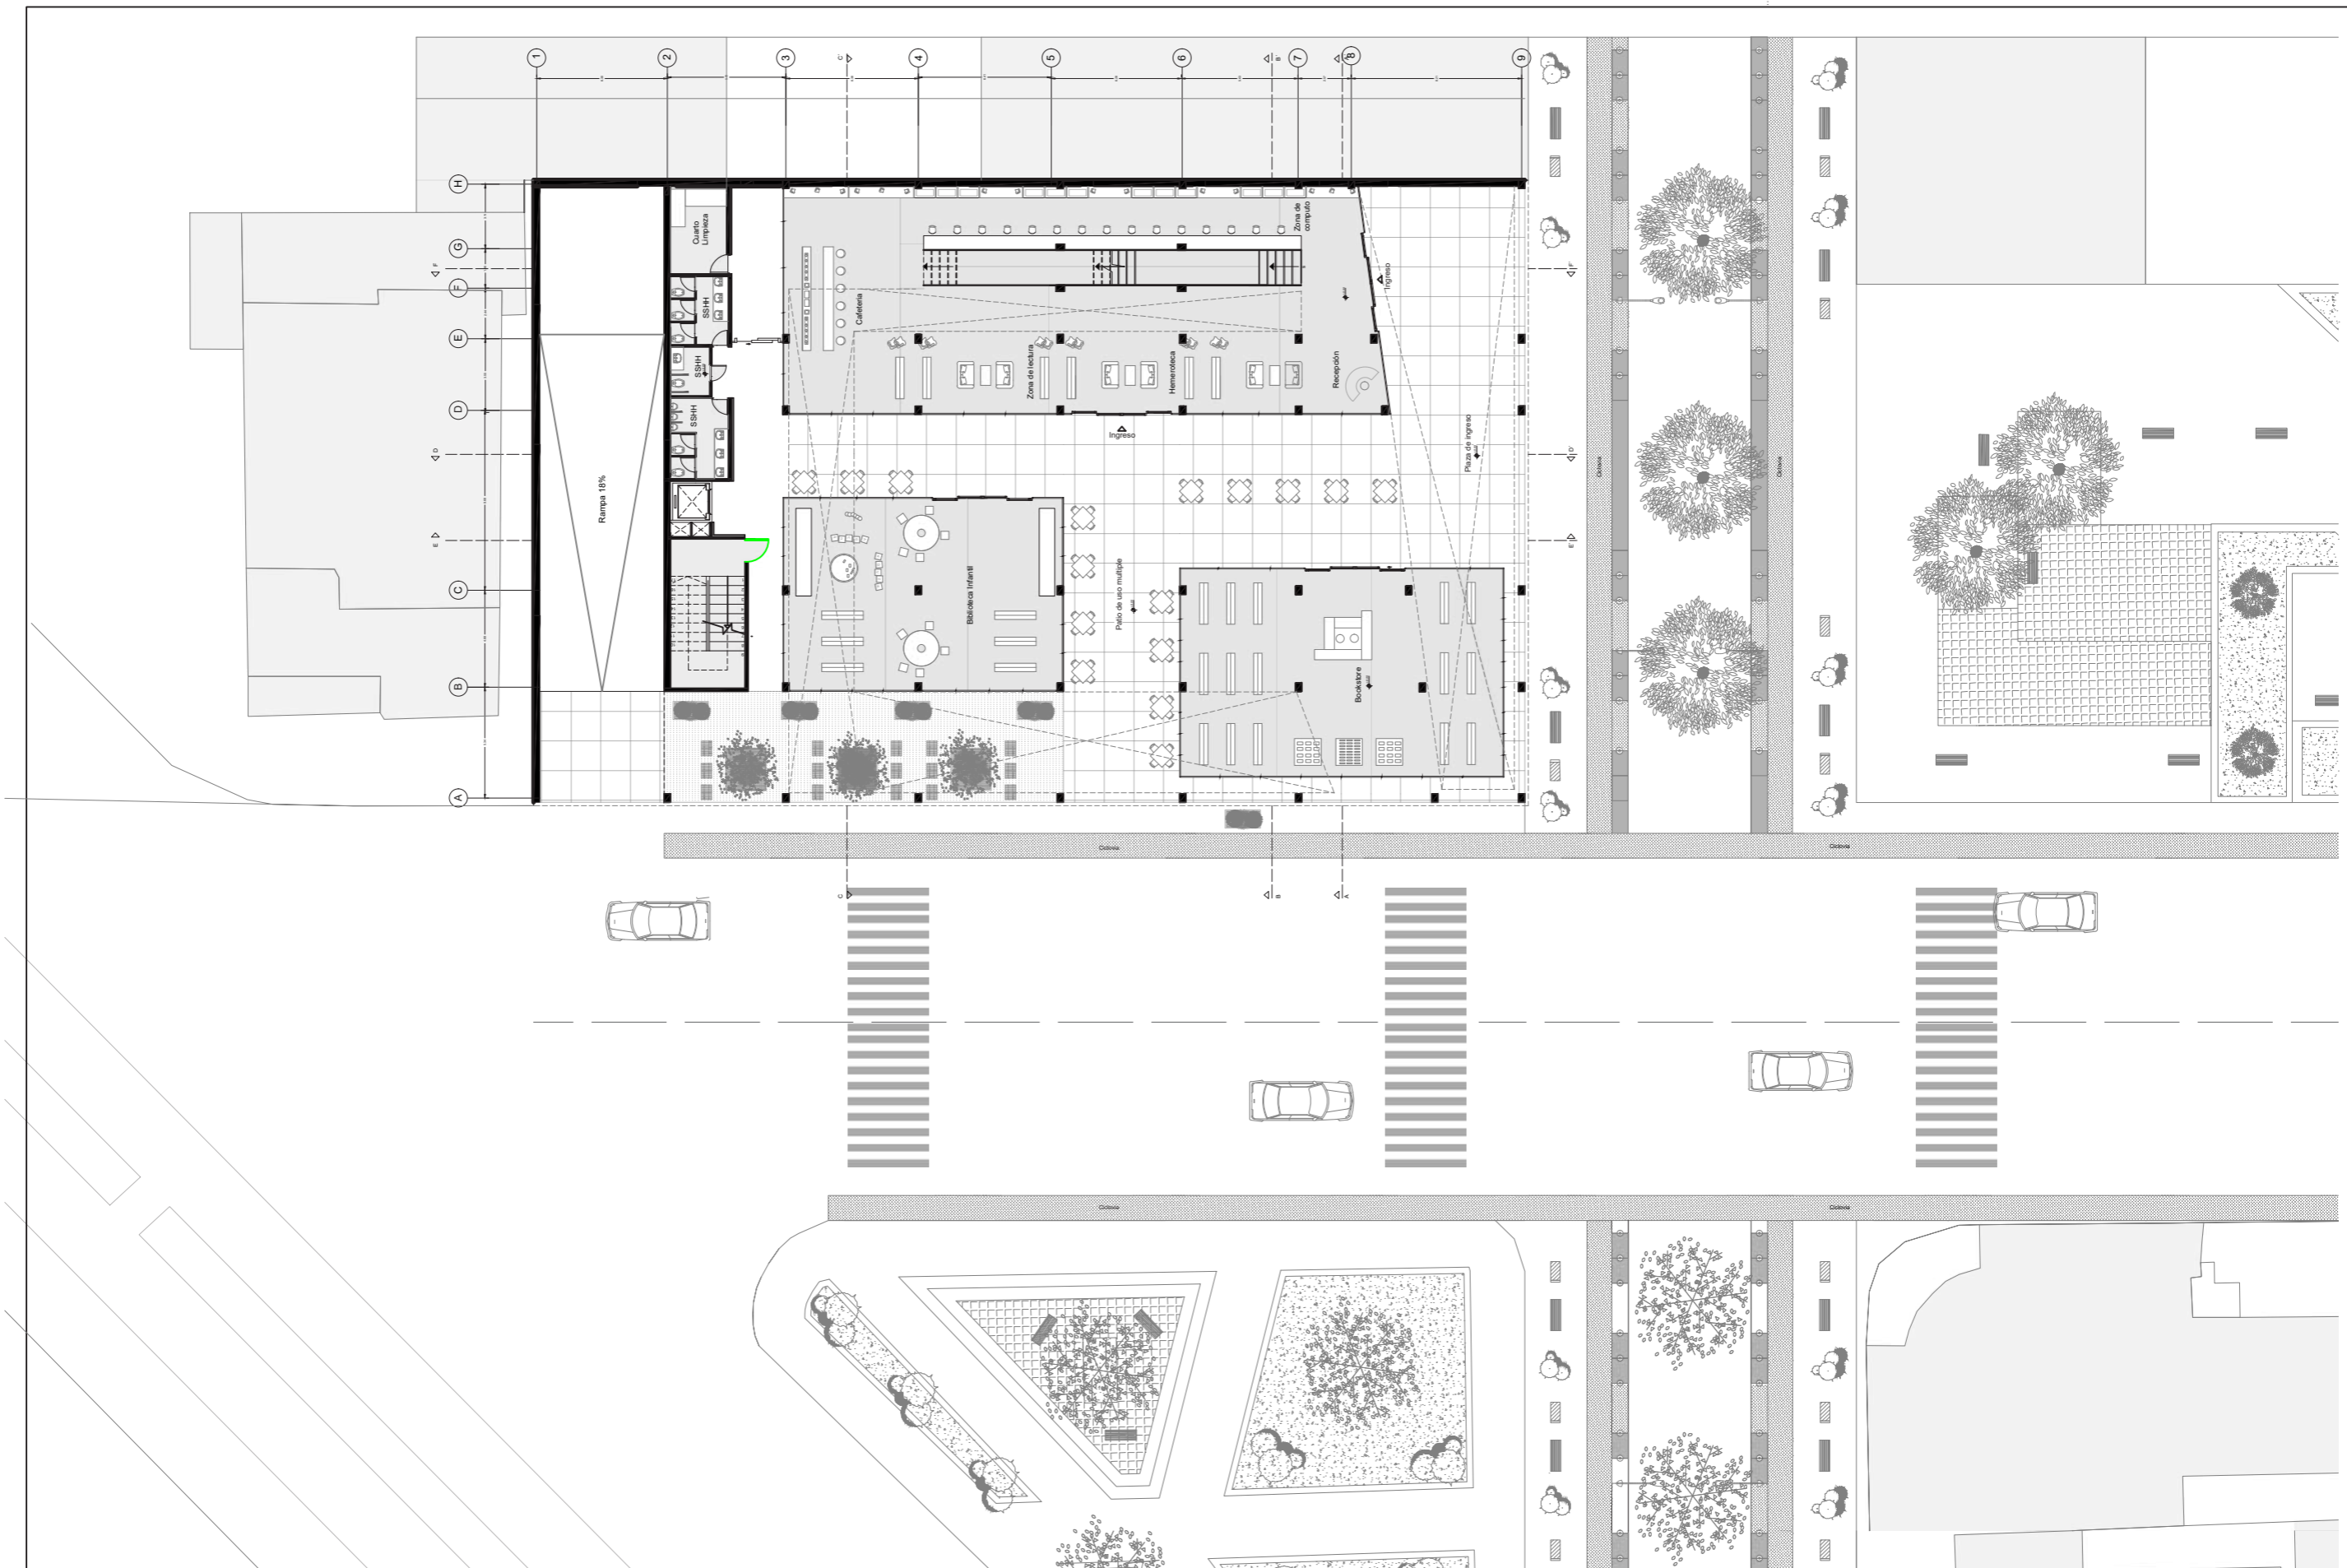 1
2
3
4
5
6
7
8
9
C'
B'
H
G
F
E
D
C
B
A
F
D
E
F'
D'
E'
Cuarto
Limpieza
SSHH
SSHH
SSHH
Rampa 18%
Cafeteria
Zona de
computo
Ingreso
Zona de lectura
Hemeroteca
Recepción
Ingreso
Plaza de ingreso
Biblioteca Infantil
Patio de uso multiple
Bookstore
Ciclovia
Ciclovia
Ciclovia
Ciclovia
C
B
A
Ciclovia
Ciclovia